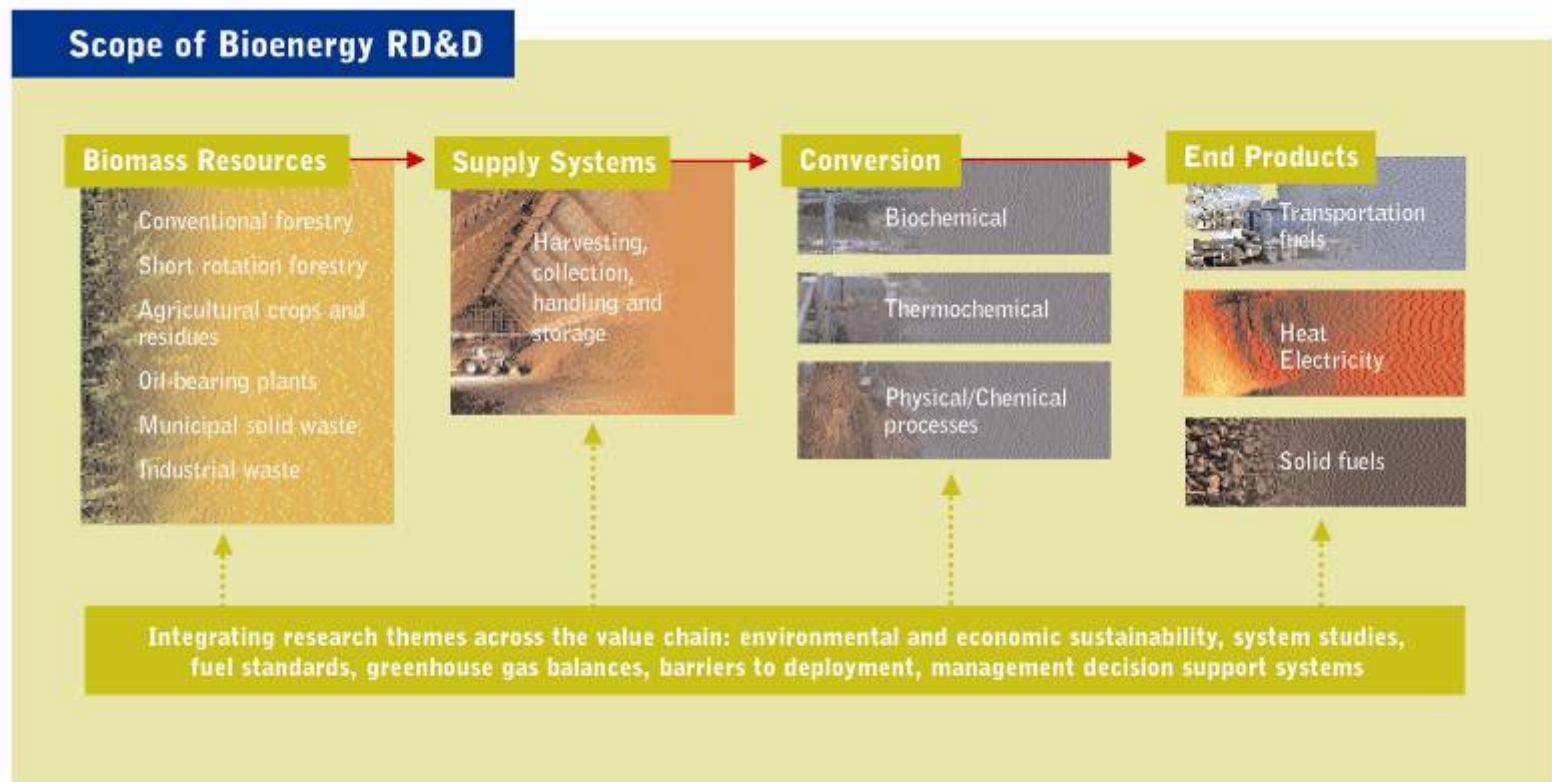 Scope of Bioenergy RD&D
Biomass Resources
Conventional forestry
Short rotation forestry
Agricultural crops and
residues
Oil-bearing plants
Municipal solid waste
Industrial waste
Supply Systems
Harvesting,
collection,
handling and
storage
Conversion
Biochemical
Thermochemical
Physical/Chemical
processes
End Products
Transportation
fuels
Heat
Electricity
Solid fuels
Integrating research themes across the value chain: environmental and economic sustainability, system studies,
fuel standards, greenhouse gas balances, barriers to deployment, management decision support systems